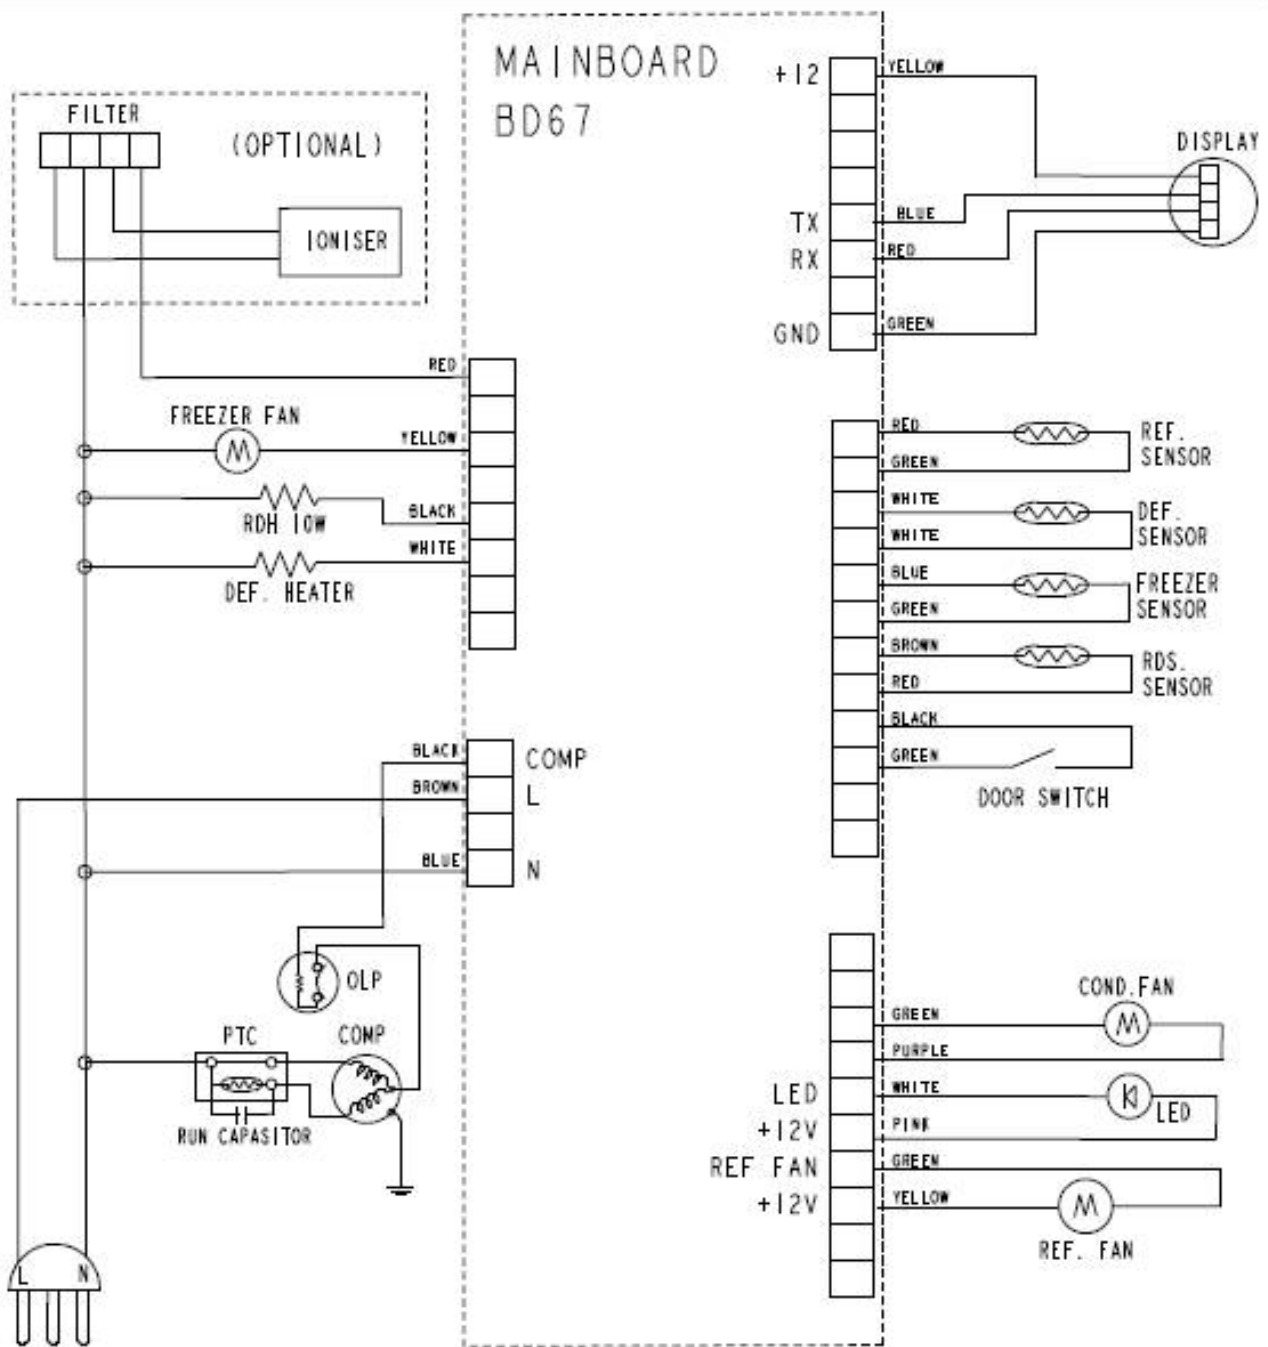 MAINBOARD
BD67
FILTER
(OPTIONAL)
IONISER
RED
FREEZER FAN
M
YELLOW
RDH 10W
BLACK
WHITE
DEF. HEATER
BLACK
COMP
BROWN
L
BLUE
N
OLP
PTC
COMP
RUN CAPASITOR
L
N
+12
YELLOW
DISPLAY
TX
BLUE
RX
RED
GND
GREEN
RED
REF.
SENSOR
GREEN
WHITE
DEF.
SENSOR
WHITE
BLUE
FREEZER
SENSOR
GREEN
BROWN
RDS.
SENSOR
RED
BLACK
GREEN
DOOR SWITCH
COND.FAN
GREEN
M
PURPLE
LED
WHITE
LED
+12V
PINK
REF FAN
GREEN
+12V
YELLOW
M
REF. FAN